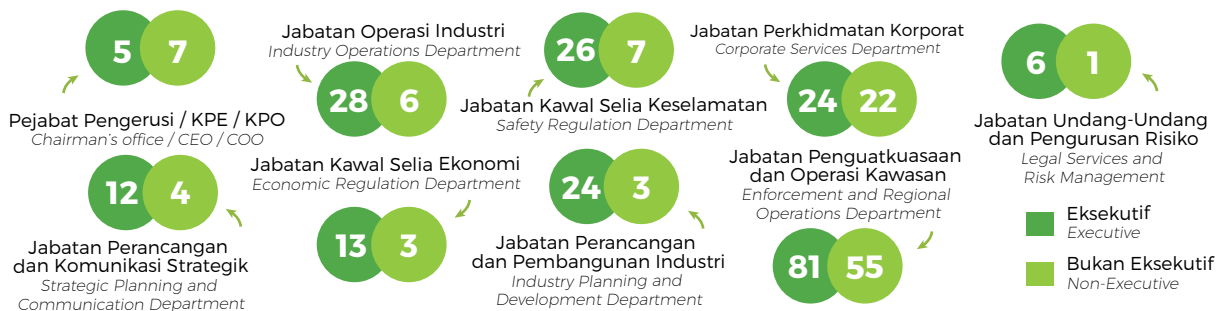 5 7
Pejabat Pengerusi / KPE / KPO
Chairman's office / CEO / COO
Jabatan Operasi Industri
Industry Operations Department
28 6
26 7
Jabatan Kawal Selia Keselamatan
Safety Regulation Department
Jabatan Perkhidmatan Korporat
Corporate Services Department
24 22
6 1
Jabatan Undang-Undang
dan Pengurusan Risiko
Legal Services and
Risk Management
12 4
Jabatan Perancangan
dan Komunikasi Strategik
Strategic Planning and
Communication Department
Jabatan Kawal Selia Ekonomi
Economic Regulation Department
13 3
24 3
Jabatan Perancangan
dan Pembangunan Industri
Industry Planning and
Development Department
Jabatan Penguatkuasaan
dan Operasi Kawasan
Enforcement and Regional
Operations Department
81 55
Eksekutif
Executive
Bukan Eksekutif
Non-Executive